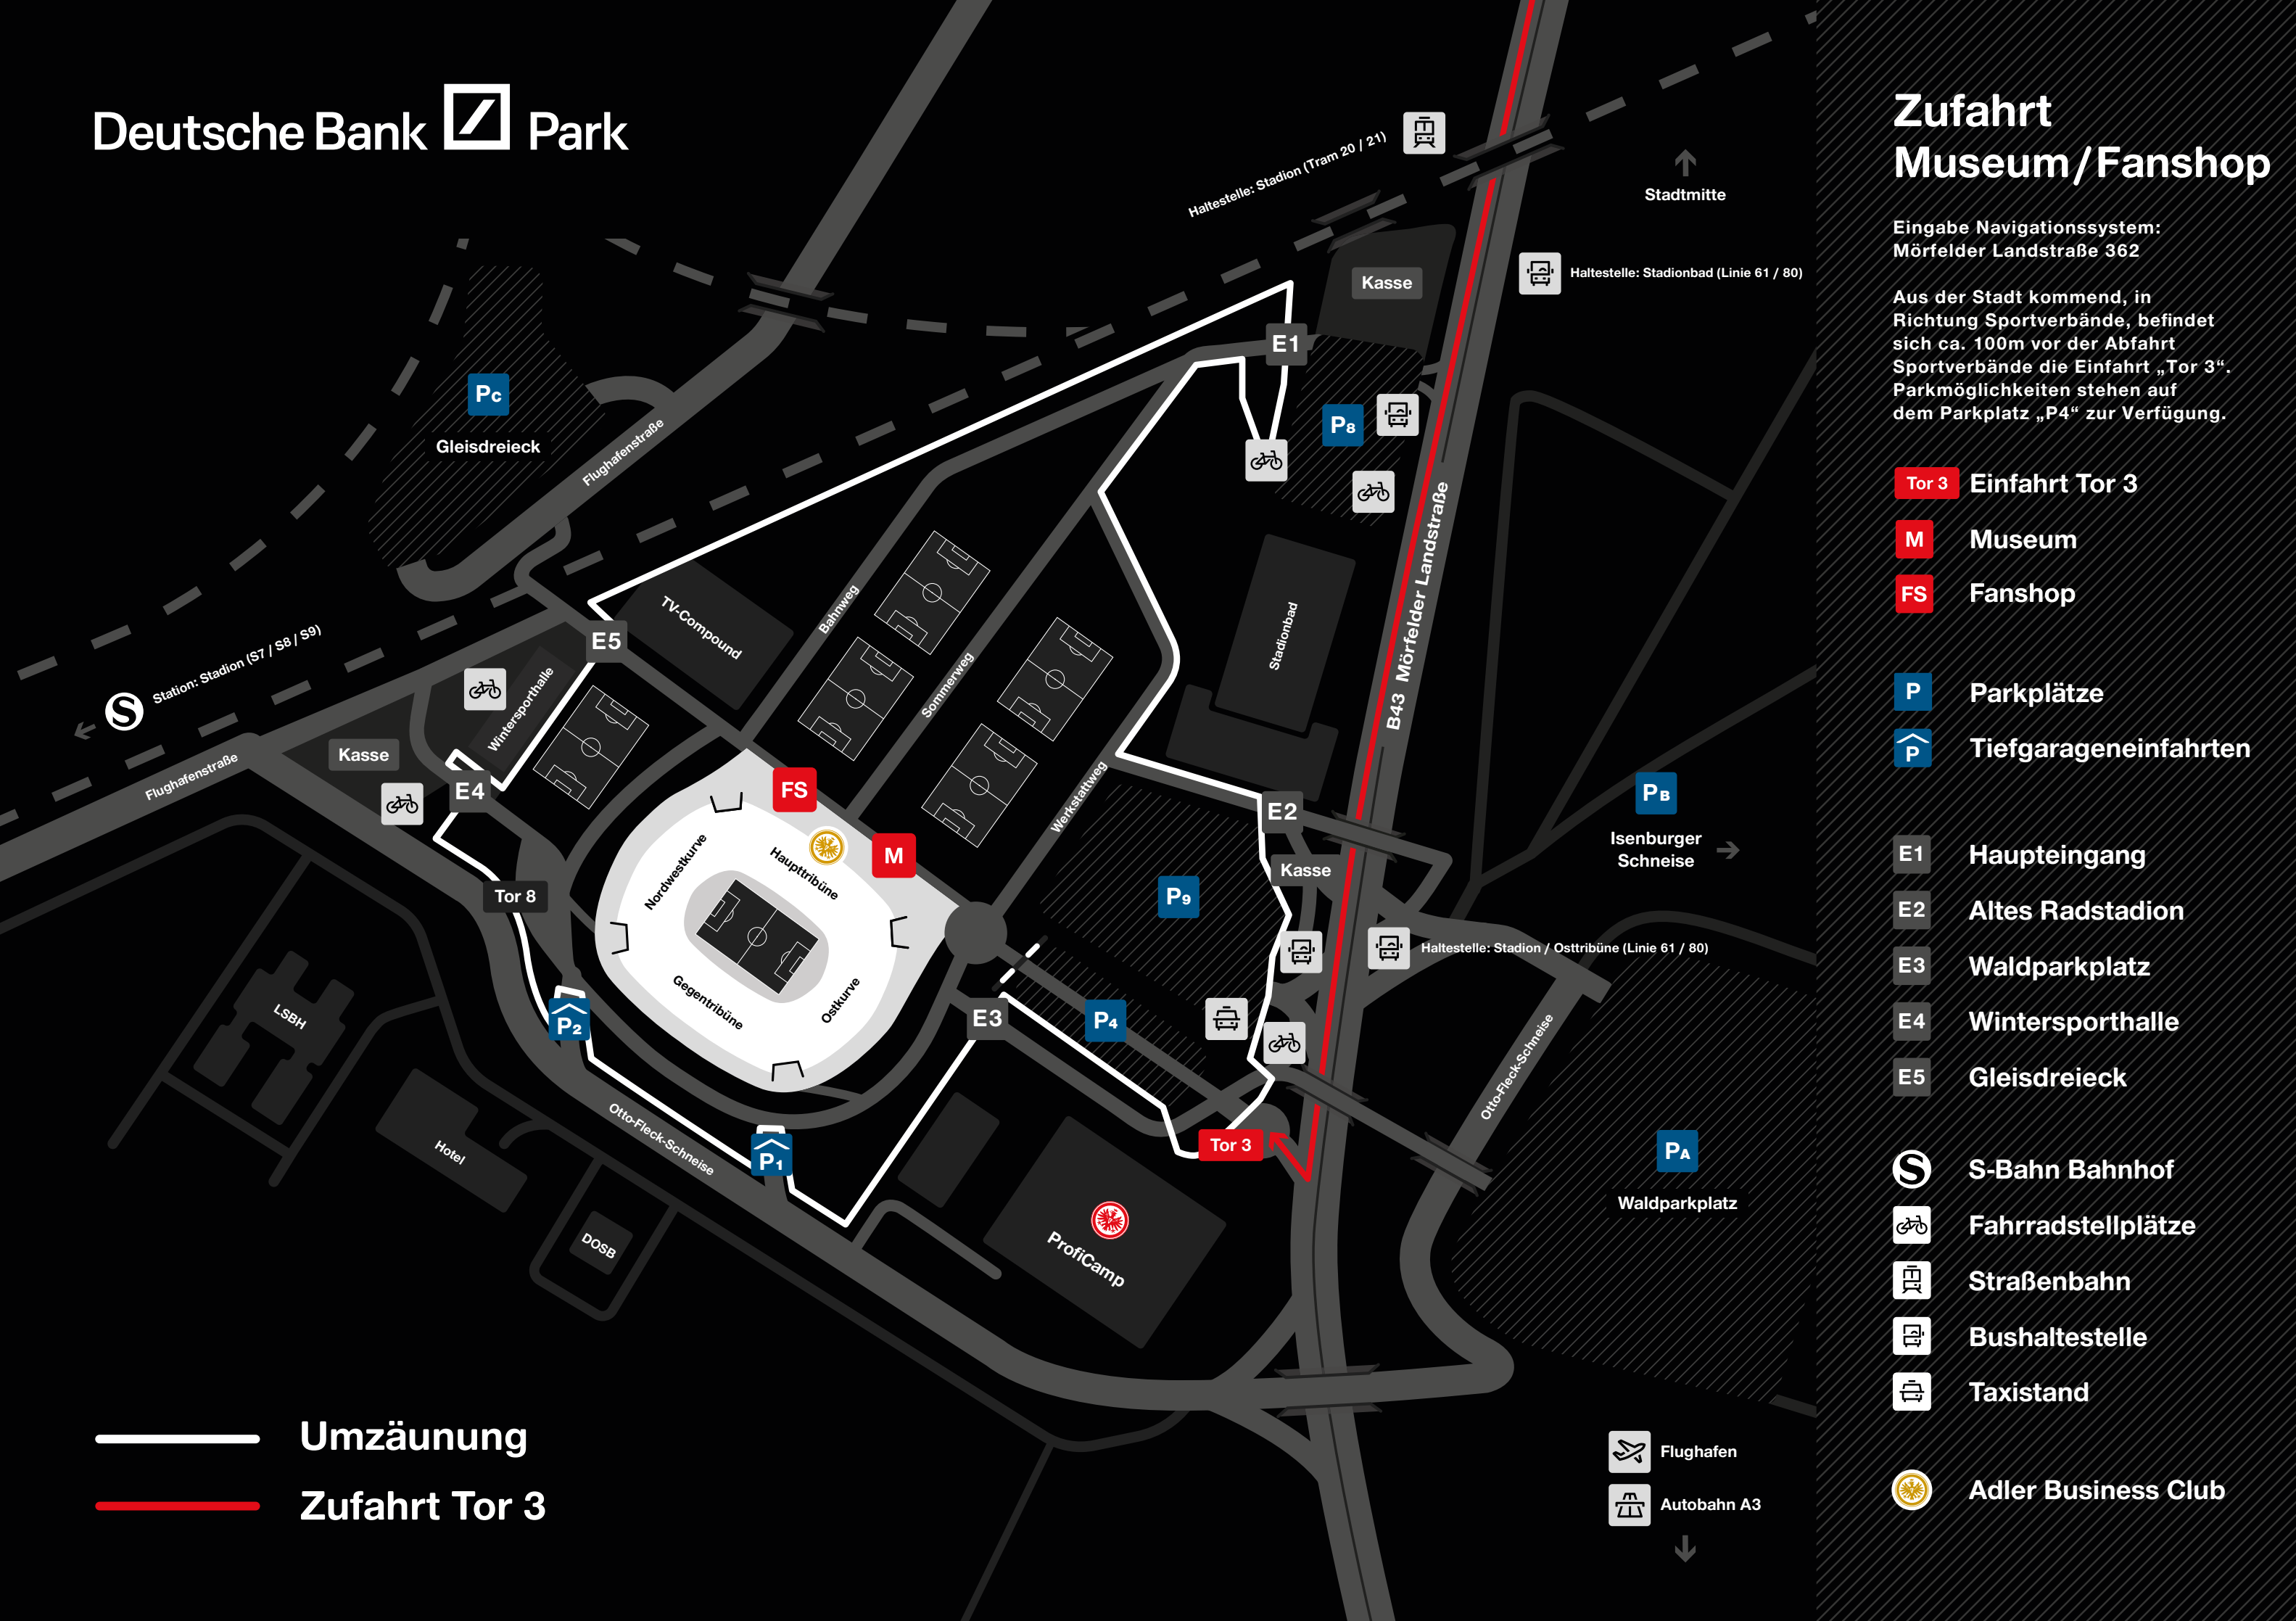 Deutsche Bank Park
Haltestelle: Stadion (Tram 20 / 21)
Stadtmitte
Haltestelle: Stadionbad (Linie 61 / 80)
Kasse
E1
Pc
Gleisdreieck
Flughafenstraße
P8
B43 Mörfelder Landstraße
Stadionbad
TV-Compound
Bahnweg
Sommerweg
E5
Station: Stadion (S7 / S8 / S9)
S
Wintersporthalle
Kasse
Flughafenstraße
E4
Werkstattweg
FS
M
E2
PB
Isenburger
Schneise
Kasse
Tor 8
Nordwestkurve
Haupttribüne
Gegentribüne
Ostkurve
P9
Haltestelle: Stadion / Osttribüne (Linie 61 / 80)
LSBH
P2
E3
P4
Otto-Fleck-Schneise
Otto-Fleck-Schneise
Hotel
P1
Tor 3
PA
Waldparkplatz
DOSB
ProfiCamp
Flughafen
Autobahn A3
Umzäunung
Zufahrt Tor 3
Zufahrt
Museum/Fanshop
Eingabe Navigationssystem:
Mörfelder Landstraße 362
Aus der Stadt kommend, in
Richtung Sportverbände, befindet
sich ca. 100m vor der Abfahrt
Sportverbände die Einfahrt „Tor 3“.
Parkmöglichkeiten stehen auf
dem Parkplatz „P4“ zur Verfügung.
Tor 3 Einfahrt Tor 3
M Museum
FS Fanshop
P Parkplätze
P Tiefgarageneinfahrten
E1 Haupteingang
E2 Altes Radstadion
E3 Waldparkplatz
E4 Wintersporthalle
E5 Gleisdreieck
S S-Bahn Bahnhof
Fahrradstellplätze
Straßenbahn
Bushaltestelle
Taxistand
Adler Business Club